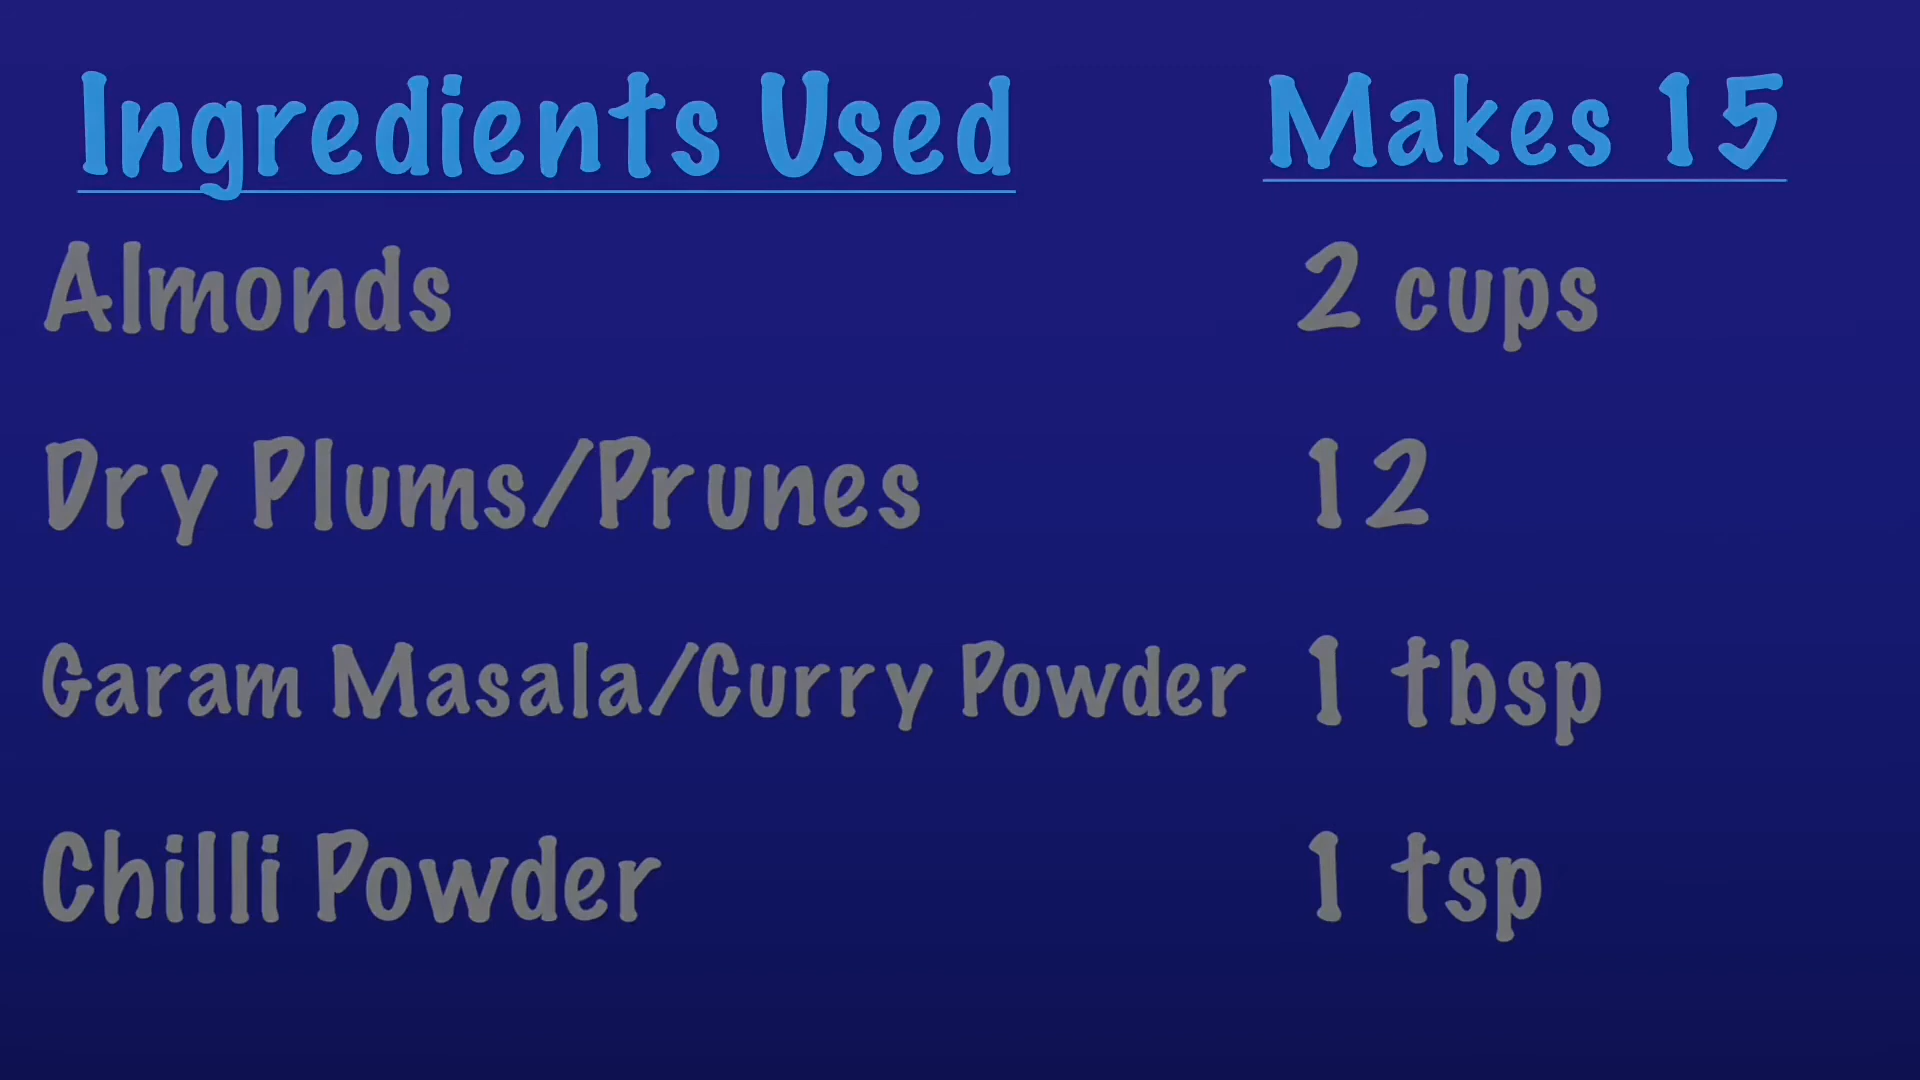 Ingredients Used Makes 15
Almonds 2 cups
Dry Plums/Prunes 12
Garam Masala/Curry Powder 1 tbsp
Chilli Powder 1 tsp